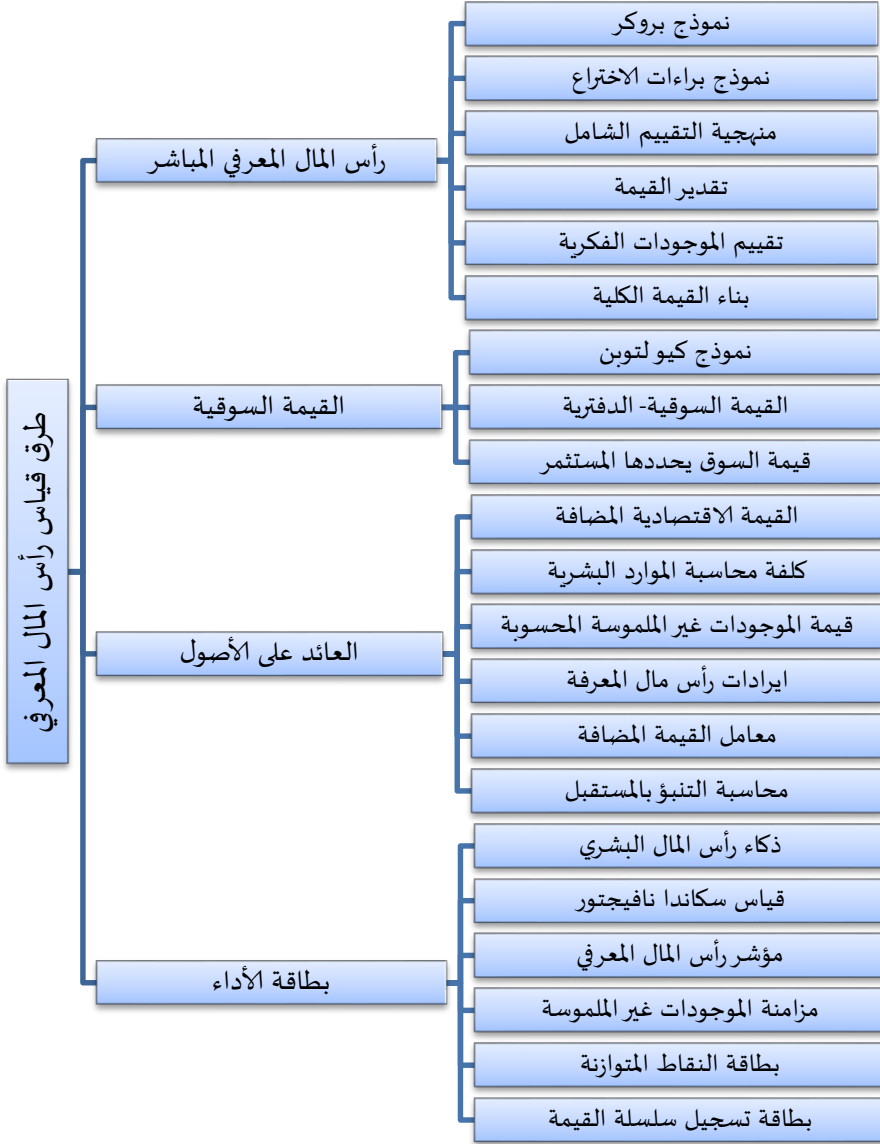 طرق قياس رأس المال المعرفي
رأس المال المعرفي المباشر
نموذج بروكر
نموذج براءات الاختراع
منهجية التقييم الشامل
تقدير القيمة
تقييم الموجودات الفكرية
بناء القيمة الكلية
القيمة السوقية
نموذج كيو لتوبن
القيمة السوقية- الدفترية
قيمة السوق يحددها المستثمر
العائد على الأصول
القيمة الاقتصادية المضافة
كلفة محاسبة الموارد البشرية
قيمة الموجودات غير الملموسة المحسوبة
ايرادات رأس مال المعرفة
معامل القيمة المضافة
محاسبة التنبؤ بالمستقبل
بطاقة الأداء
ذكاء رأس المال البشري
قياس سكاندا نافيجتور
مؤشر رأس المال المعرفي
مزامنة الموجودات غير الملموسة
بطاقة النقاط المتوازنة
بطاقة تسجيل سلسلة القيمة